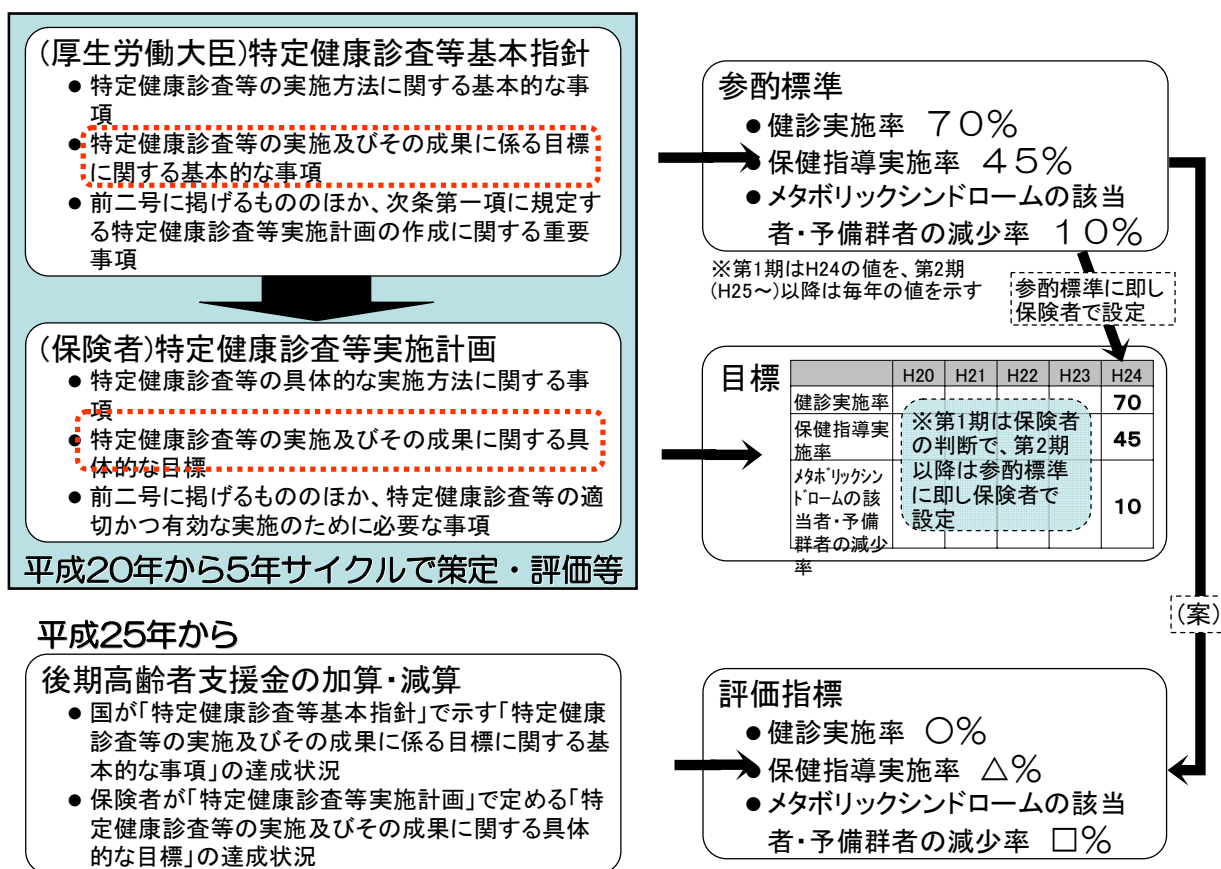 (厚生労働大臣)特定健康診査等基本指針
●特定健康診査等の実施方法に関する基本的な事
項
●特定健康診査等の実施及びその成果に係る目標
に関する基本的な事項
●前二号に掲げるもののほか、次条第一項に規定す
る特定健康診査等実施計画の作成に関する重要
事項
(保険者)特定健康診査等実施計画
●特定健康診査等の具体的な実施方法に関する事
項
●特定健康診査等の実施及びその成果に関する具
体的な目標
●前二号に掲げるもののほか、特定健康診査等の適
切かつ有効な実施のために必要な事項
平成20年から5年サイクルで策定・評価等
参酌標準
●健診実施率 70%
●保健指導実施率 45%
●メタボリックシンドロームの該当
者・予備群者の減少率 10%
※第1期はH24の値を、第2期
(H25~)以降は毎年の値を示す
参酌標準に即し
保険者で設定
目標
H20 H21 H22 H23 H24
健診実施率 70
保健指導実
施率 45
メタボリックシン
ドロームの該
当者・予備
群者の減少
率 10
※第1期は保険者
の判断で、第2期
以降は参酌標準
に即し保険者で
設定
(案)
平成25年から
後期高齢者支援金の加算・減算
●国が「特定健康診査等基本指針」で示す「特定健康
診査等の実施及びその成果に係る目標に関する基
本的な事項」の達成状況
●保険者が「特定健康診査等実施計画」で定める「特
定健康診査等の実施及びその成果に関する具体
的な目標」の達成状況
評価指標
●健診実施率 〇%
●保健指導実施率 △%
●メタボリックシンドロームの該当
者・予備群者の減少率 □%